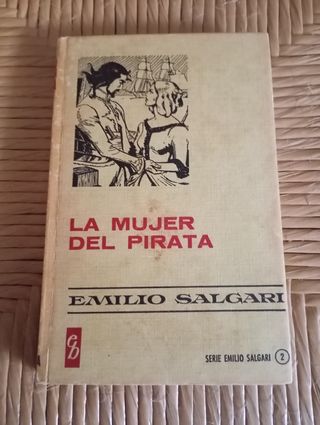 LA MUJER
DEL PIRATA
EMILIO SALGARI
SERIE EMILIO SALGARI 2